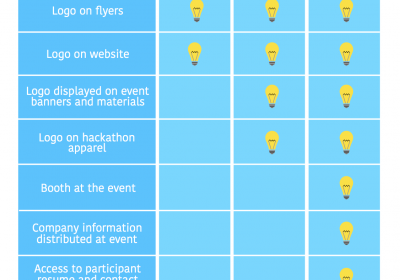 Logo on flyers
Logo on website
Logo displayed on event
banners and materials
Logo on hackathon
apparel
Booth at the event
Company information
distributed at event
Access to participant
resume and contact